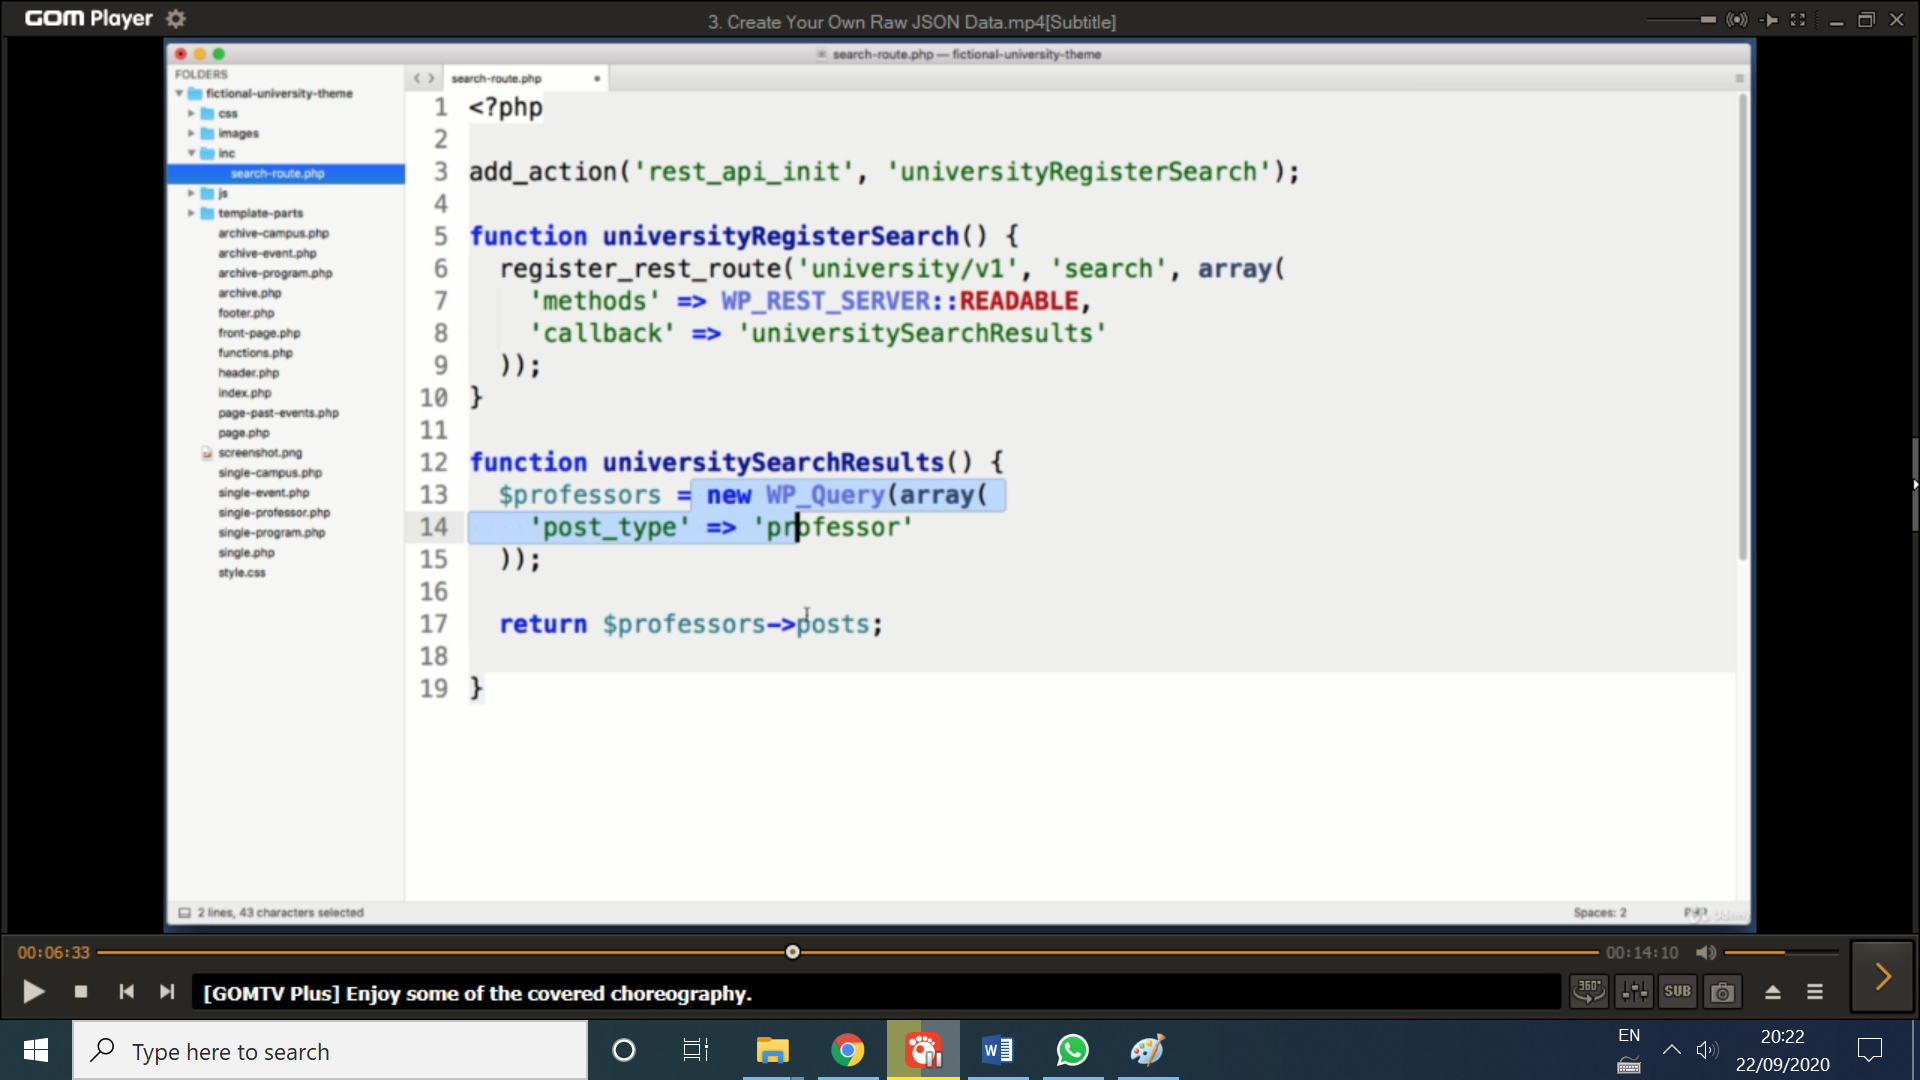 GOM Player
3. Create Your Own Raw JSON Data.mp4[Subtitle]
search-route.php — fictional-university-theme
FOLDERS
fictional-university-theme
css
images
inc
search-route.php
js
template-parts
archive-campus.php
archive-event.php
archive-program.php
archive.php
footer.php
front-page.php
functions.php
header.php
index.php
page-past-events.php
page.php
screenshot.png
single-campus.php
single-event.php
single-professor.php
single-program.php
single.php
style.css
search-route.php
1 <?php
2
3 add_action('rest_api_init', 'universityRegisterSearch');
4
5 function universityRegisterSearch() {
6 register_rest_route('university/v1', 'search', array(
7 'methods' => WP_REST_SERVER::READABLE,
8 'callback' => 'universitySearchResults'
9 ));
10 }
11
12 function universitySearchResults() {
13 $professors = new WP_Query(array(
14 'post_type' => 'professor'
15 ));
16
17 return $professors->posts;
18
19 }
2 lines, 43 characters selected
Spaces: 2
PHP
00:06:33
00:14:10
[GOMTV Plus] Enjoy some of the covered choreography.
360°
SUB
Type here to search
EN
20:22
22/09/2020